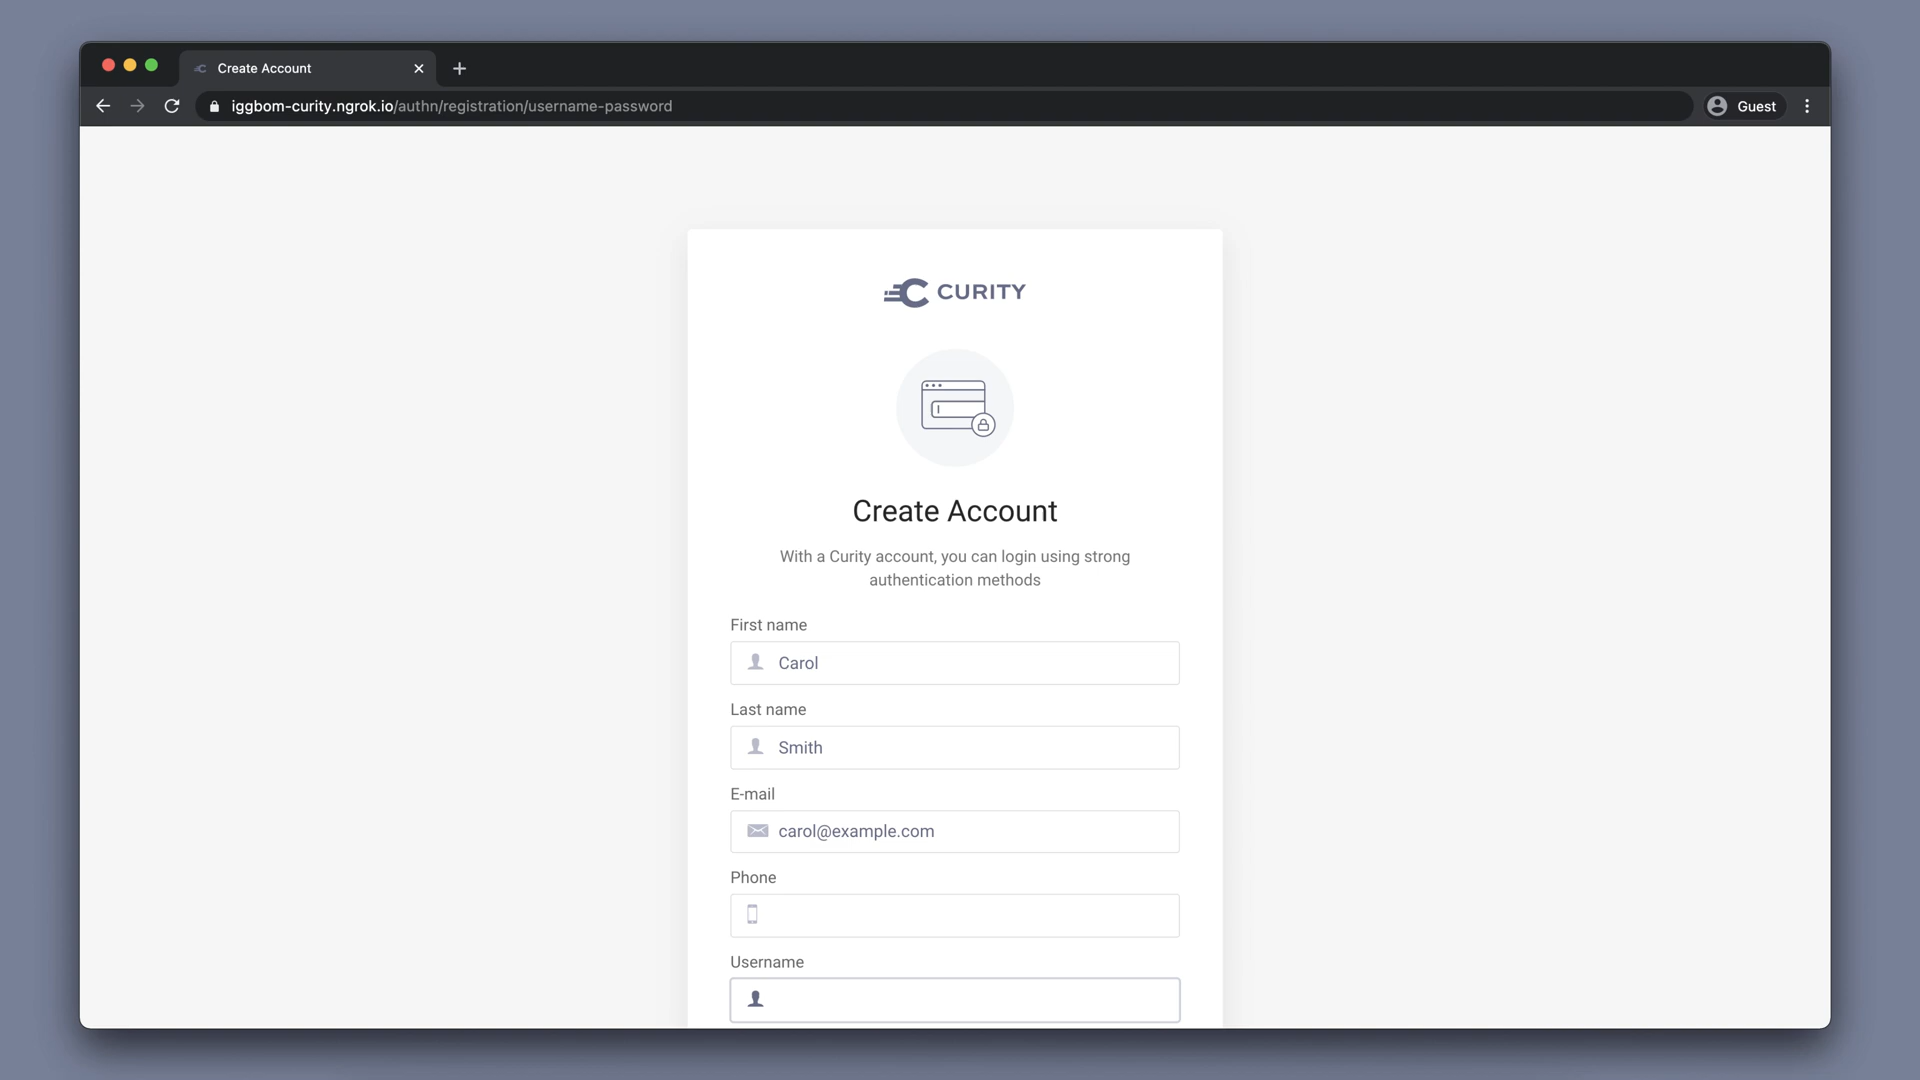 Create Account
iggbom-curity.ngrok.io/authn/registration/username-password
Guest
CURITY
Create Account
With a Curity account, you can login using strong
authentication methods
First name
Carol
Last name
Smith
E-mail
carol@example.com
Phone
Username